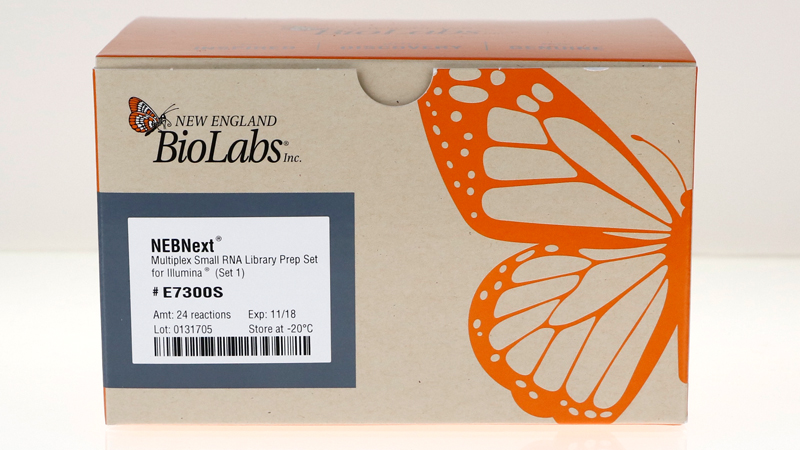 NEW ENGLAND
BioLabs® Inc.
NEBNext®
Multiplex Small RNA Library Prep Set
for Illumina® (Set 1)
# E7300S
Amt: 24 reactions Exp: 11/18
Lot: 0131705 Store at -20°C